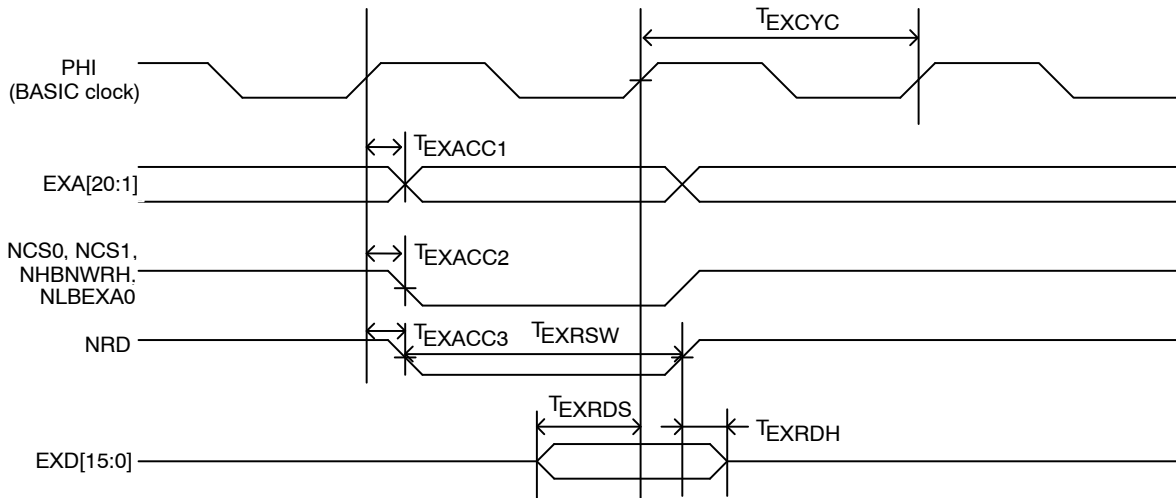 TEXCYC
PHI
(BASIC clock)
TEXACC1
EXA[20:1]
NCS0, NCS1,
NHBNWRH.
NLBEXA0
TEXACC2
TEXACC3
TEXRSW
NRD
TEXRDS
TEXRDH
EXD[15:0]